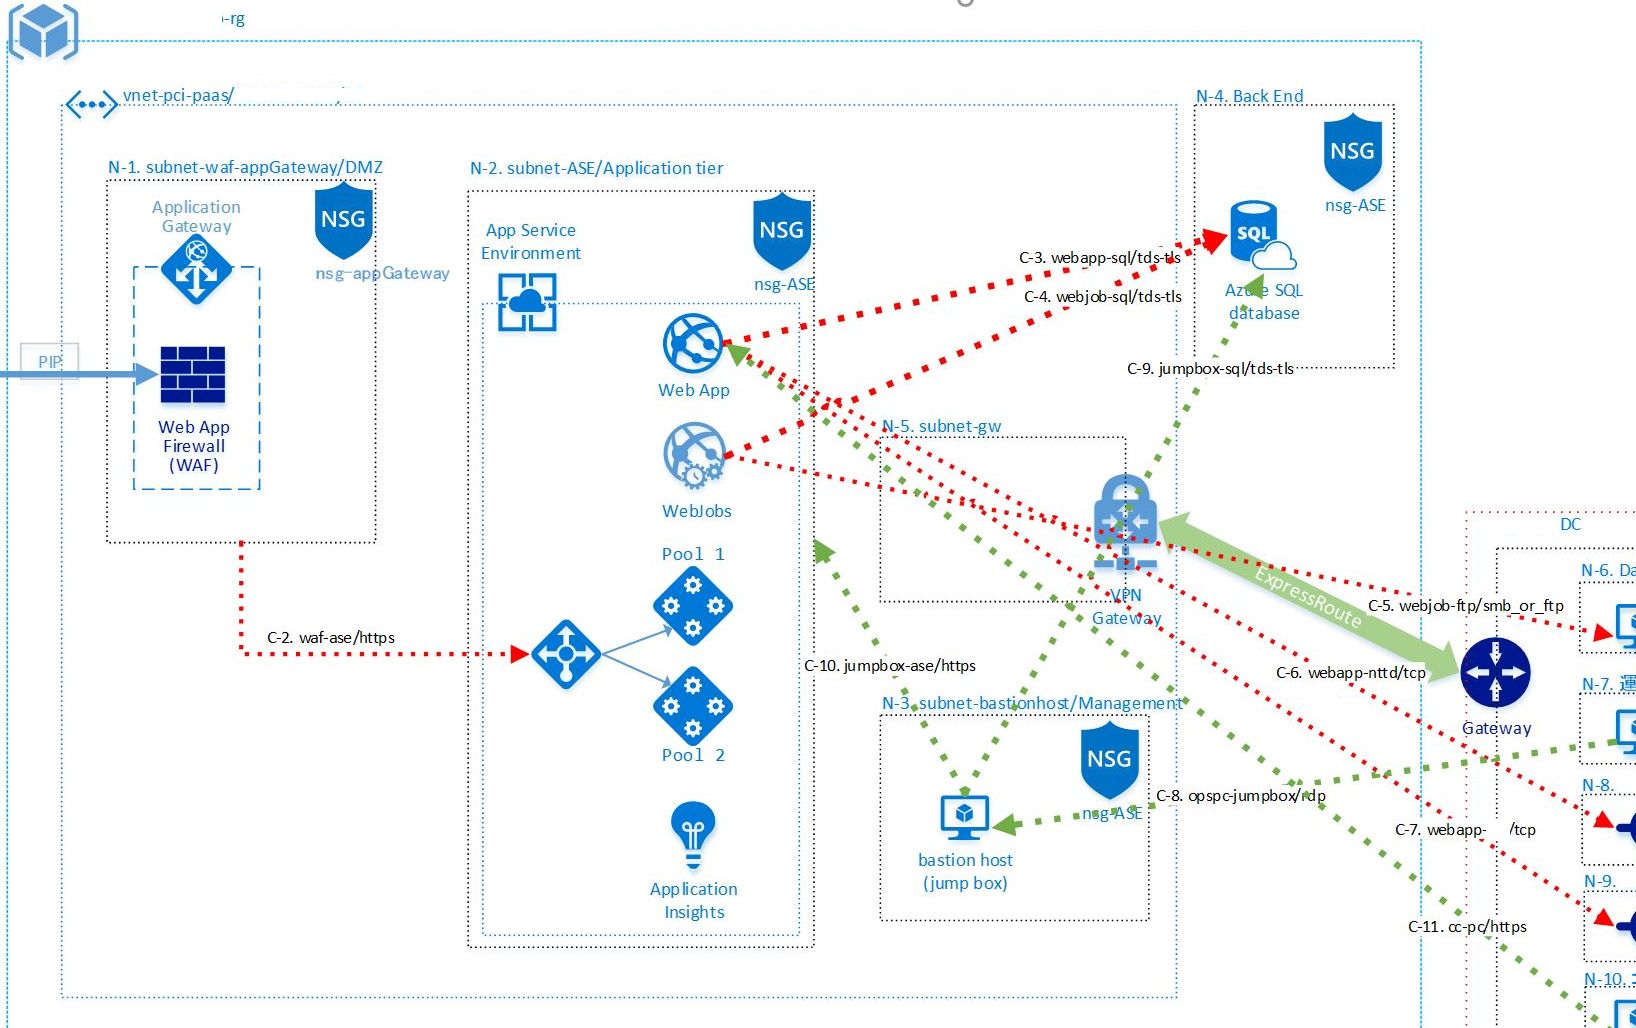 -rg
vnet-pci-paas/
N-4. Back End
NSG
nsg-ASE
N-1. subnet-waf-appGateway/DMZ
Application
Gateway
NSG
nsg-appGateway
PIP
Web App
Firewall
(WAF)
N-2. subnet-ASE/Application tier
App Service
Environment
NSG
nsg-ASE
Web App
WebJobs
Pool 1
Pool 2
Application
Insights
SQL
Azure SQL
database
C-3. webapp-sql/tds-tls
C-4. webjob-sql/tds-tls
C-9. jumpbox-sql/tds-tls
N-5. subnet-gw
VPN
Gateway
ExpressRoute
DC
N-6. Da
C-5. webjob-ftp/smb_or_ftp
C-2. waf-ase/https
C-10. jumpbox-ase/https
C-6. webapp-nttd/tcp
N-7. 運
N-3. subnet-bastionhost/Management
NSG
nsg-ASE
Gateway
C-8. opspc-jumpbox/rdp
N-8.
bastion host
(jump box)
C-7. webapp- /tcp
N-9.
C-11. cc-pc/https
N-10.